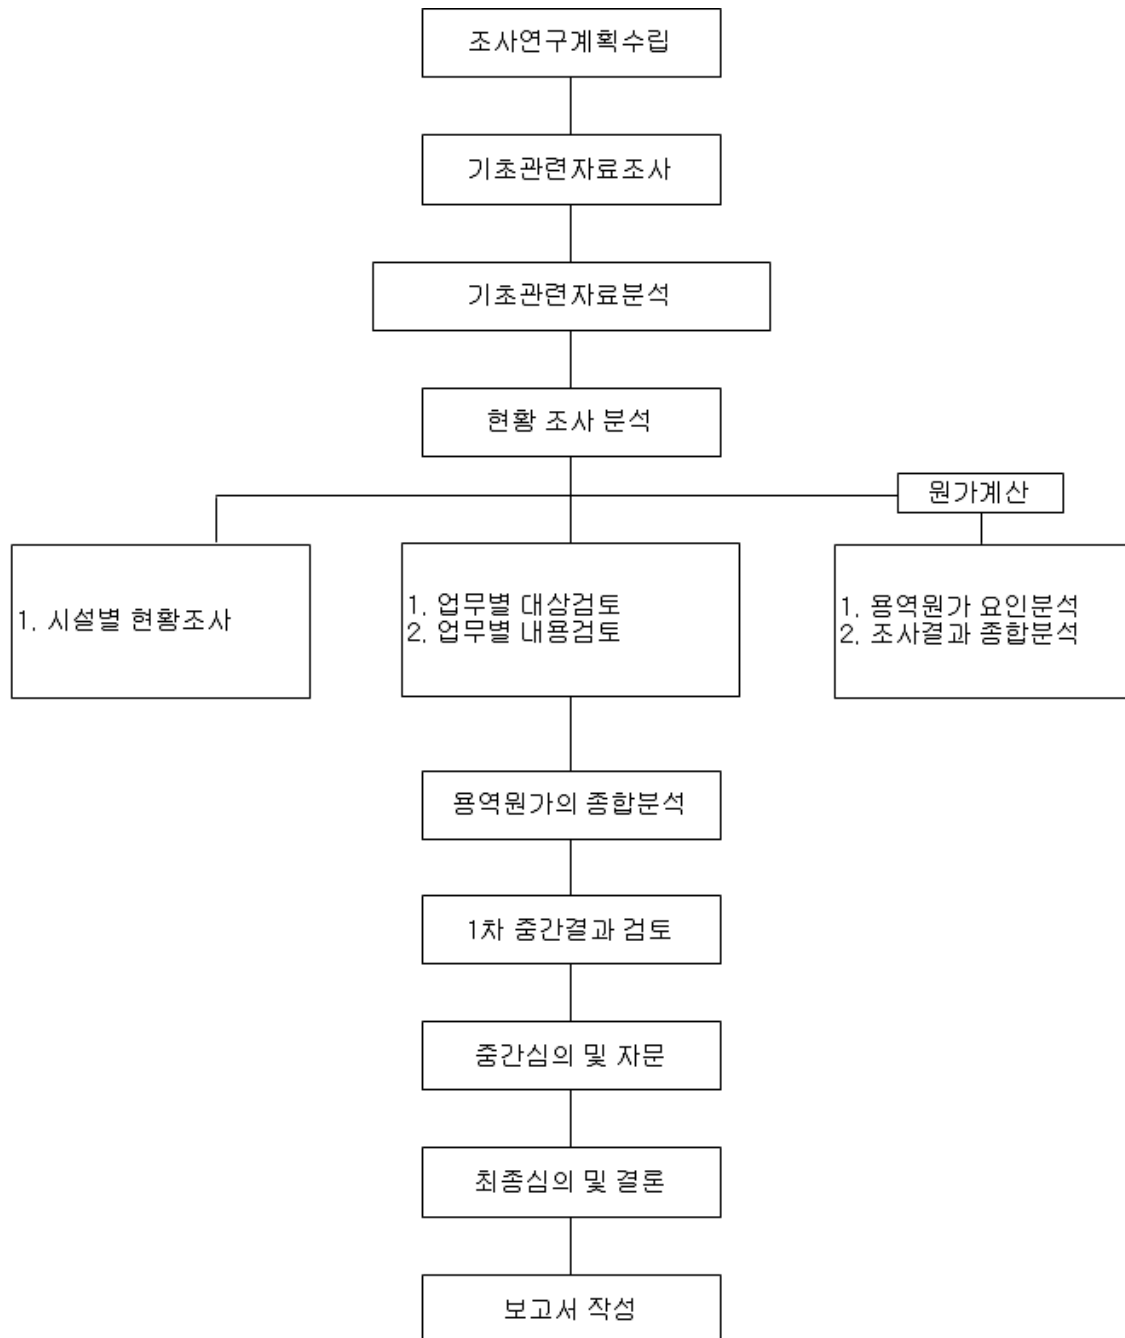 조사연구계획수립
기초관련자료조사
기초관련자료분석
현황 조사 분석
원가계산
1. 시설별 현황조사
1. 업무별 대상검토
2. 업무별 내용검토
1. 용역원가 요인분석
2. 조사결과 종합분석
용역원가의 종합분석
1차 중간결과 검토
중간심의 및 자문
최종심의 및 결론
보고서 작성